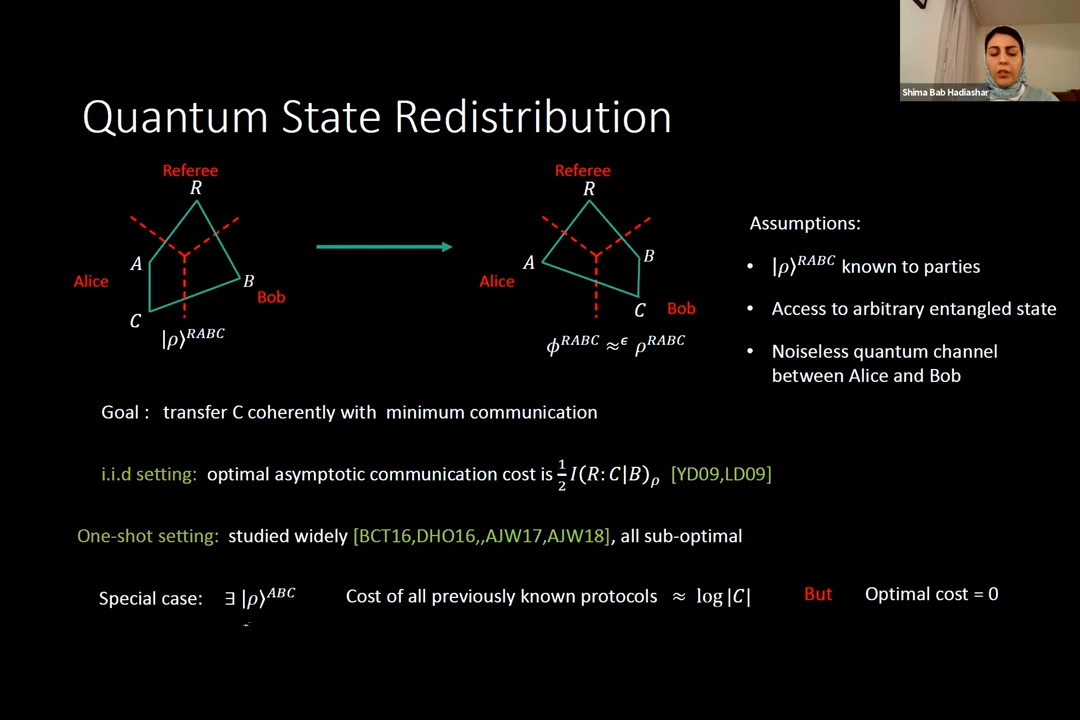 Shima Bab Hadiashar
Quantum State Redistribution
Referee
R
A
Alice
B
Bob
C
|ρ⟩^{RABC}
Referee
R
A
Alice
B
C
Bob
ϕ^{RABC} ≈^ϵ ρ^{RABC}
Assumptions:
• |ρ⟩^{RABC} known to parties
• Access to arbitrary entangled state
• Noiseless quantum channel
between Alice and Bob
Goal : transfer C coherently with minimum communication
i.i.d setting: optimal asymptotic communication cost is ½ I(R:C|B)_ρ [YD09,LD09]
One-shot setting: studied widely [BCT16,DHO16,,AJW17,AJW18], all sub-optimal
Special case: ∃ |ρ⟩^{ABC} Cost of all previously known protocols ≈ log|C| But Optimal cost = 0